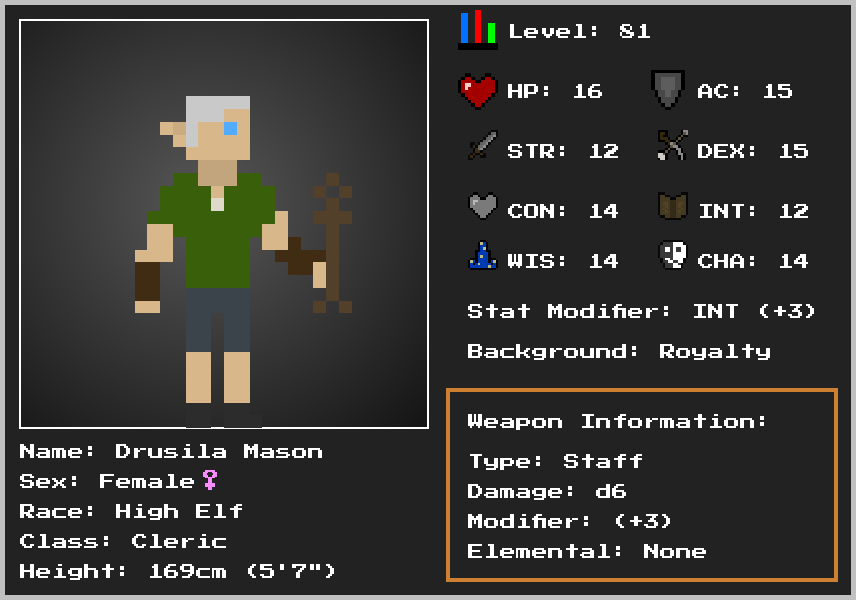 Level: 81
HP: 16 AC: 15
STR: 12 DEX: 15
CON: 14 INT: 12
WIS: 14 CHA: 14
Stat Modifier: INT (+3)
Background: Royalty
Weapon Information:
Type: Staff
Damage: d6
Modifier: (+3)
Elemental: None
Name: Drusila Mason
Sex: Female♀
Race: High Elf
Class: Cleric
Height: 169cm (5'7")